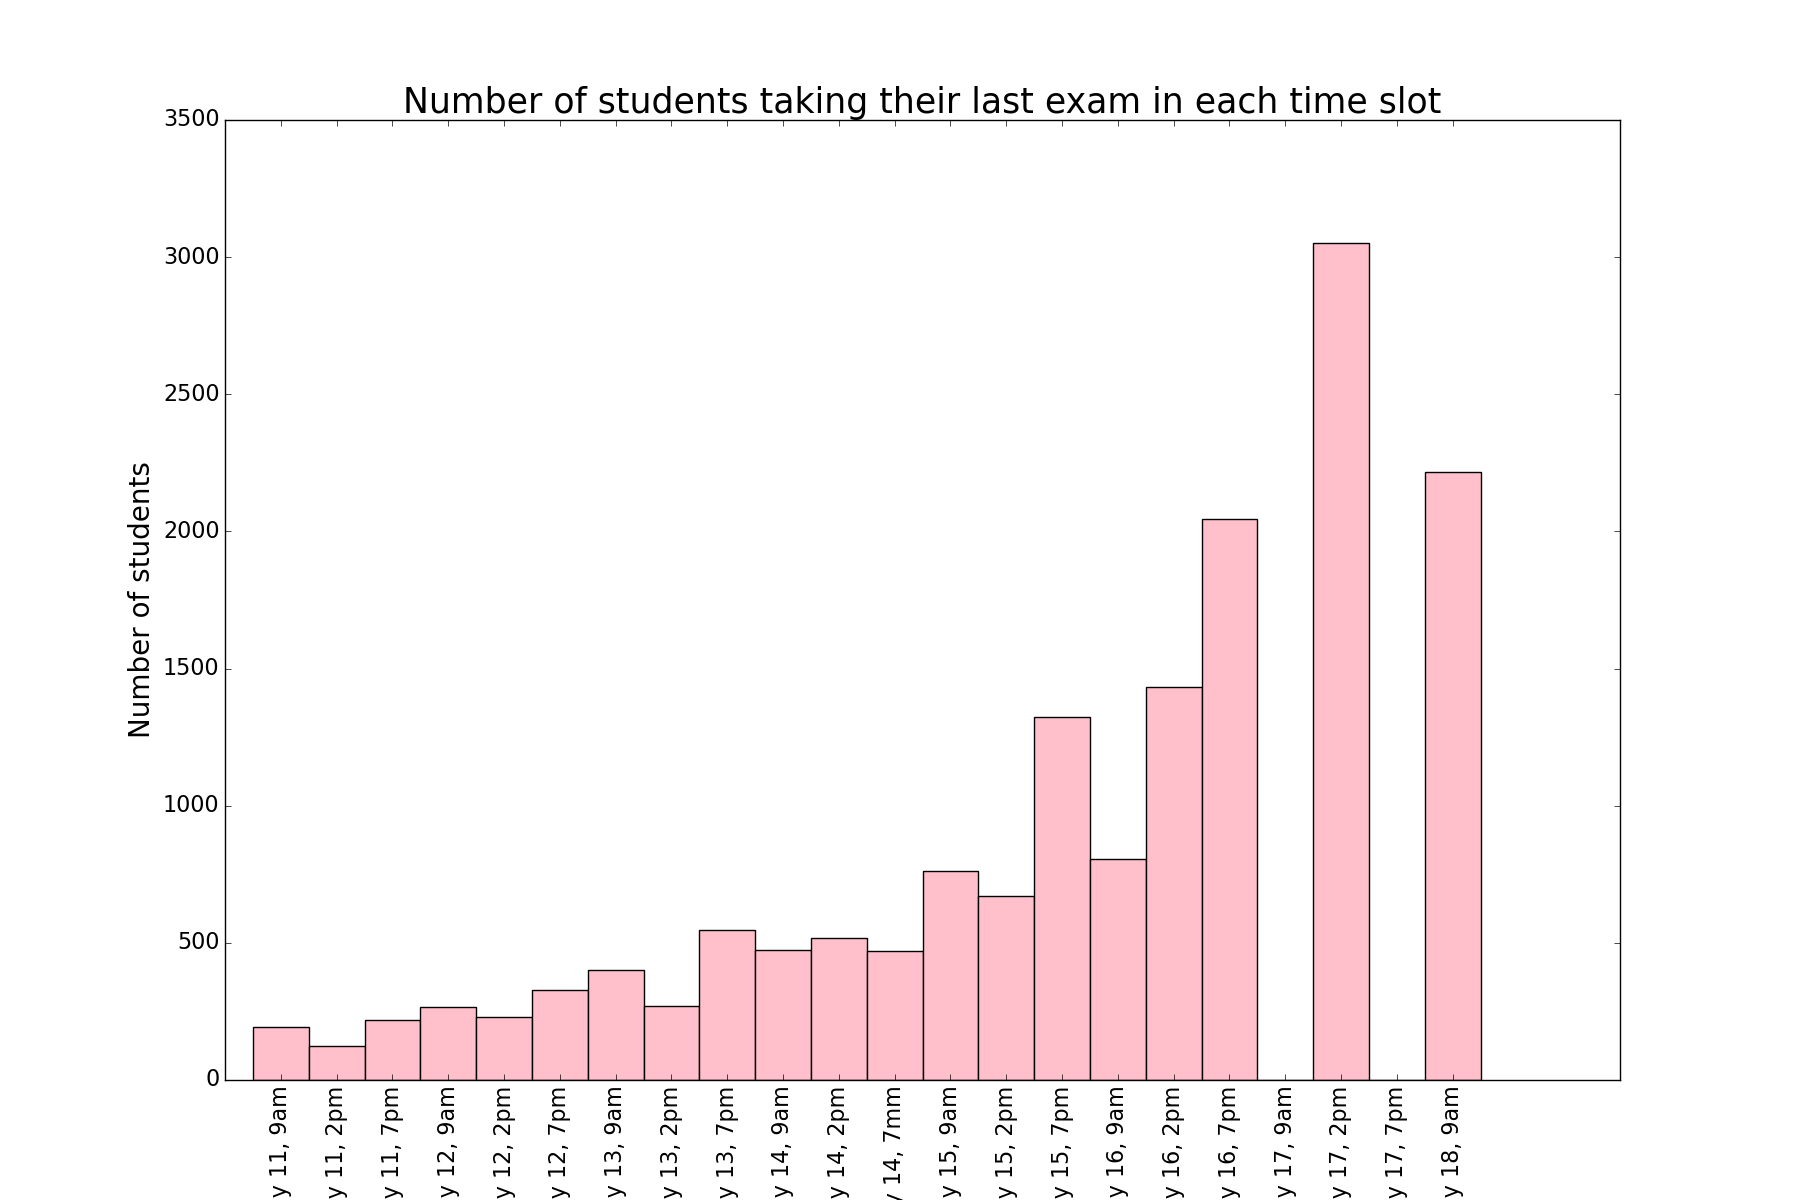 Number of students taking their last exam in each time slot
Number of students
3500
3000
2500
2000
1500
1000
500
0
y 11, 9am
y 11, 2pm
y 11, 7pm
y 12, 9am
y 12, 2pm
y 12, 7pm
y 13, 9am
y 13, 2pm
y 13, 7pm
y 14, 9am
y 14, 2pm
y 14, 7mm
y 15, 9am
y 15, 2pm
y 15, 7pm
y 16, 9am
y 16, 2pm
y 16, 7pm
y 17, 9am
y 17, 2pm
y 17, 7pm
y 18, 9am